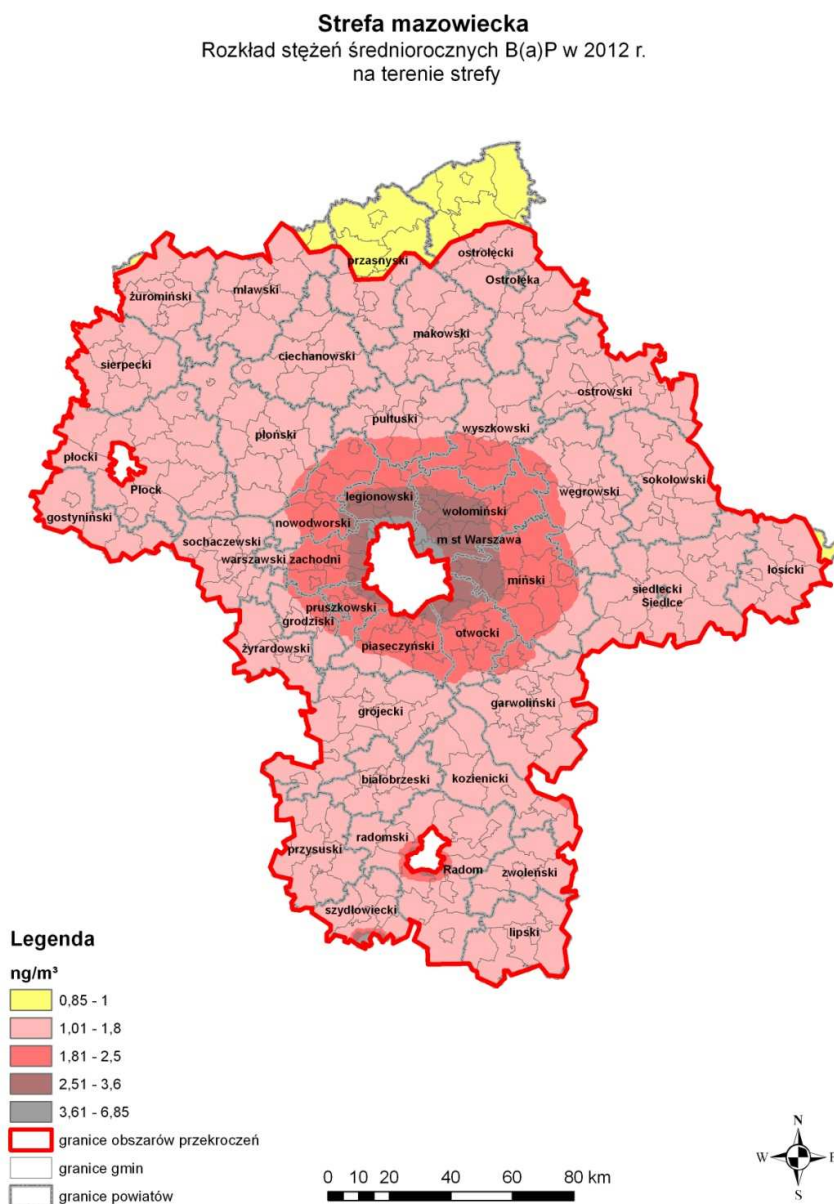 Strefa mazowiecka
Rozkład stężeń średniorocznych B(a)P w 2012 r.
na terenie strefy
przasnyski
ostrołęcki
Ostrołęka
żuromiński
mławski
makowski
ciechanowski
sierpecki
ostrowski
pułtuski
wyszkowski
płoński
płocki
Płock
węgrowski
sokołowski
legionowski
wołomiński
gostyniński
nowodworski
sochaczewski
m st Warszawa
warszawski zachodni
łosicki
miński
siedlecki
Siedlce
pruszkowski
grodziski
otwocki
żyrardowski
piaseczyński
garwoliński
grójecki
białobrzeski
kozienicki
radomski
przysuski
Radom
zwoleński
szydłowiecki
lipski
Legenda
ng/m³
0,85 - 1
1,01 - 1,8
1,81 - 2,5
2,51 - 3,6
3,61 - 6,85
granice obszarów przekroczeń
granice gmin
granice powiatów
0 10 20 40 60 80 km
N
W E
S